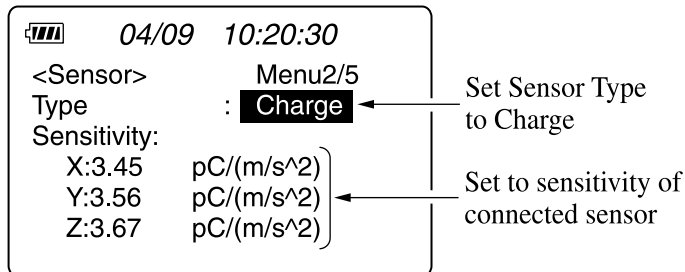 04/09 10:20:30
<Sensor> Menu2/5
Type : Charge
Sensitivity:
X:3.45 pC/(m/s^2)
Y:3.56 pC/(m/s^2)
Z:3.67 pC/(m/s^2)
Set Sensor Type
to Charge
Set to sensitivity of
connected sensor